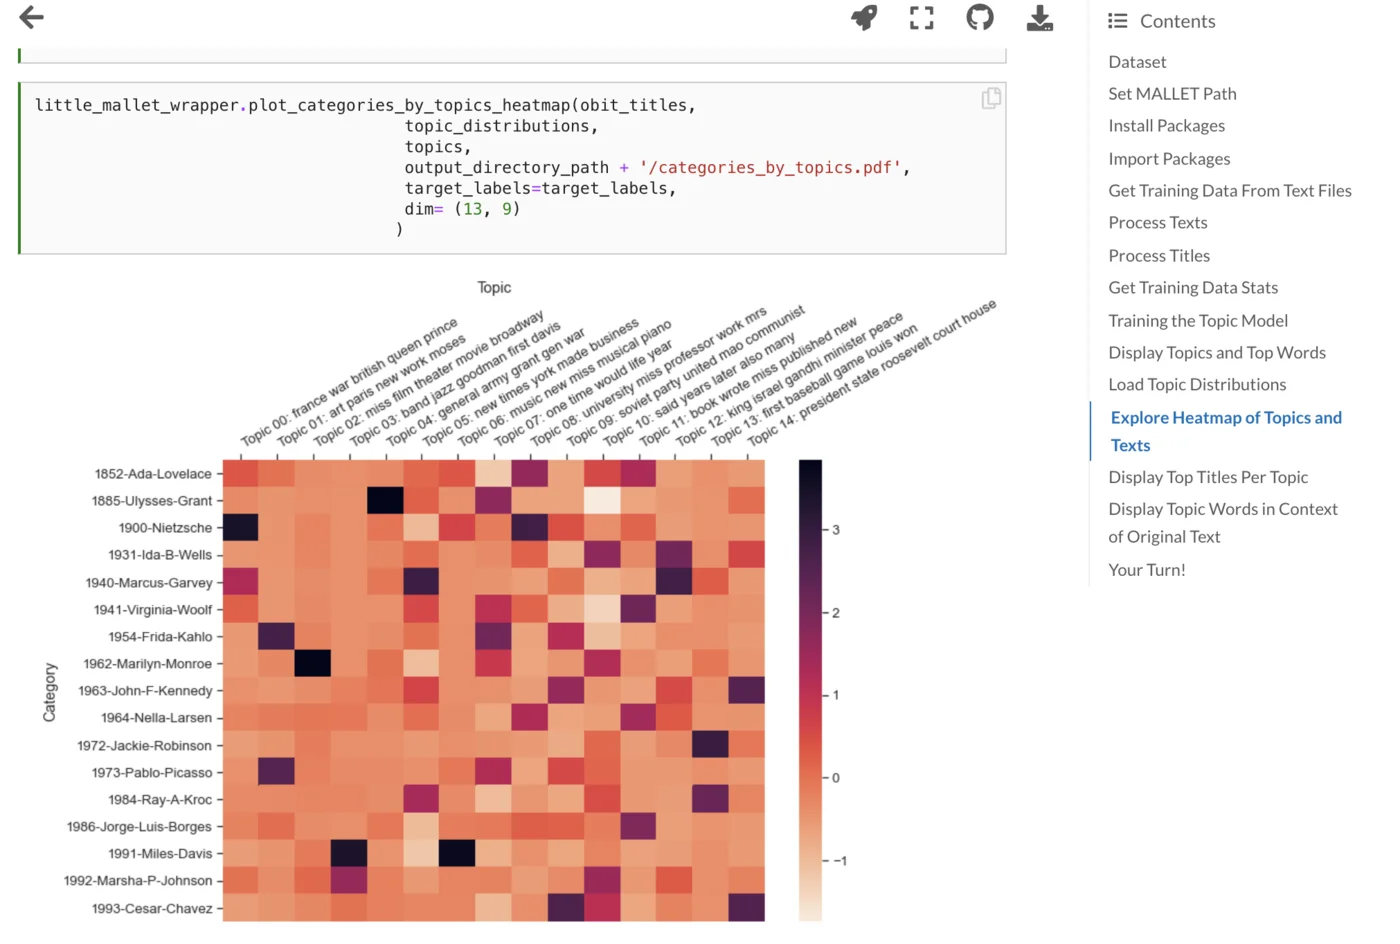 little_mallet_wrapper.plot_categories_by_topics_heatmap(obit_titles,
topic_distributions,
topics,
output_directory_path + '/categories_by_topics.pdf',
target_labels=target_labels,
dim= (13, 9)
)
Topic
Topic 00: france war british queen prince
Topic 01: art paris new work moses
Topic 02: miss film theater movie broadway
Topic 03: band jazz goodman first davis
Topic 04: general army grant gen war
Topic 05: new times york made business
Topic 06: music new miss musical piano
Topic 07: one time would life year
Topic 08: university miss professor work mrs
Topic 09: soviet party united mao communist
Topic 10: said years later also many
Topic 11: book wrote miss published new
Topic 12: king israel gandhi minister peace
Topic 13: first baseball game louis won
Topic 14: president state roosevelt court house
Category
1852-Ada-Lovelace
1885-Ulysses-Grant
1900-Nietzsche
1931-Ida-B-Wells
1940-Marcus-Garvey
1941-Virginia-Woolf
1954-Frida-Kahlo
1962-Marilyn-Monroe
1963-John-F-Kennedy
1964-Nella-Larsen
1972-Jackie-Robinson
1973-Pablo-Picasso
1984-Ray-A-Kroc
1986-Jorge-Luis-Borges
1991-Miles-Davis
1992-Marsha-P-Johnson
1993-Cesar-Chavez
3
2
1
0
−1
Contents
Dataset
Set MALLET Path
Install Packages
Import Packages
Get Training Data From Text Files
Process Texts
Process Titles
Get Training Data Stats
Training the Topic Model
Display Topics and Top Words
Load Topic Distributions
Explore Heatmap of Topics and
Texts
Display Top Titles Per Topic
Display Topic Words in Context
of Original Text
Your Turn!